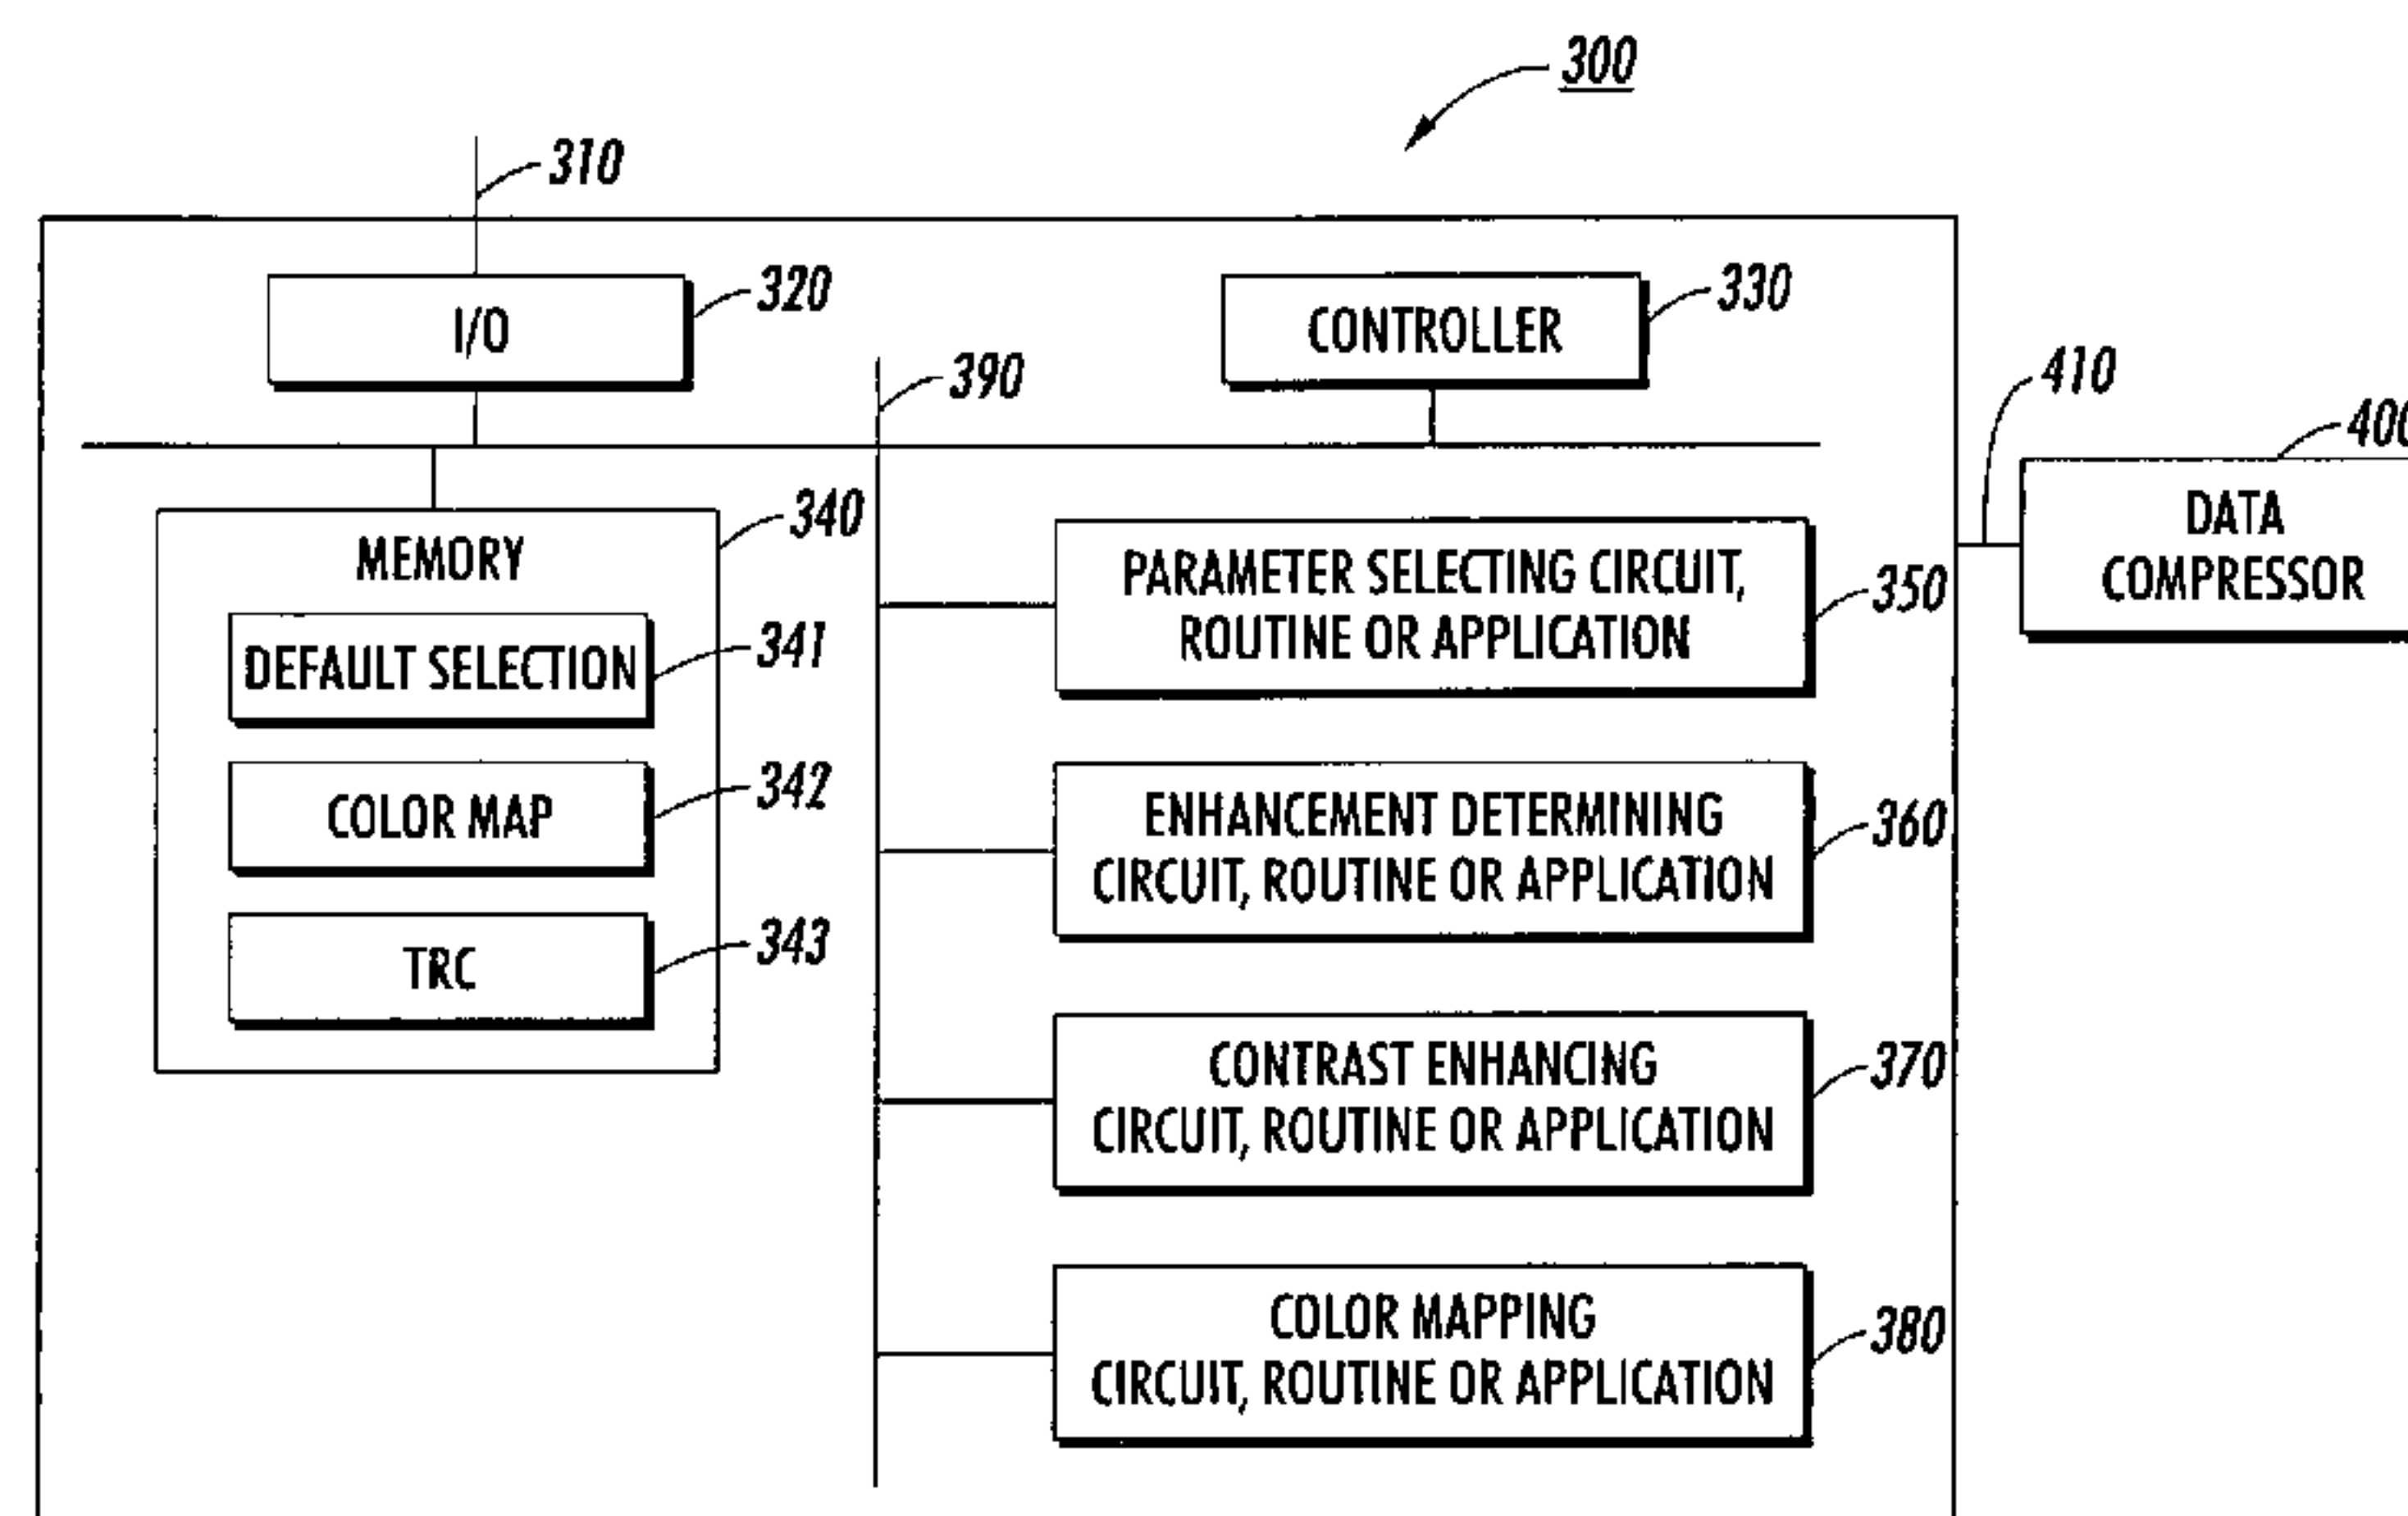 300
310
I/O
320
CONTROLLER
330
390
410
400
DATA
COMPRESSOR
MEMORY
340
DEFAULT SELECTION
341
COLOR MAP
342
TRC
343
PARAMETER SELECTING CIRCUIT,
ROUTINE OR APPLICATION
350
ENHANCEMENT DETERMINING
CIRCUIT, ROUTINE OR APPLICATION
360
CONTRAST ENHANCING
CIRCUIT, ROUTINE OR APPLICATION
370
COLOR MAPPING
CIRCUIT, ROUTINE OR APPLICATION
380